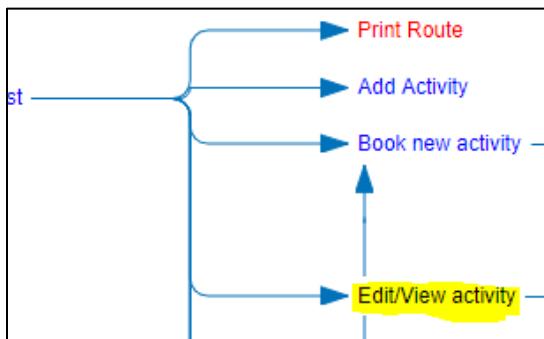 Print Route
st
Add Activity
Book new activity
Edit/View activity